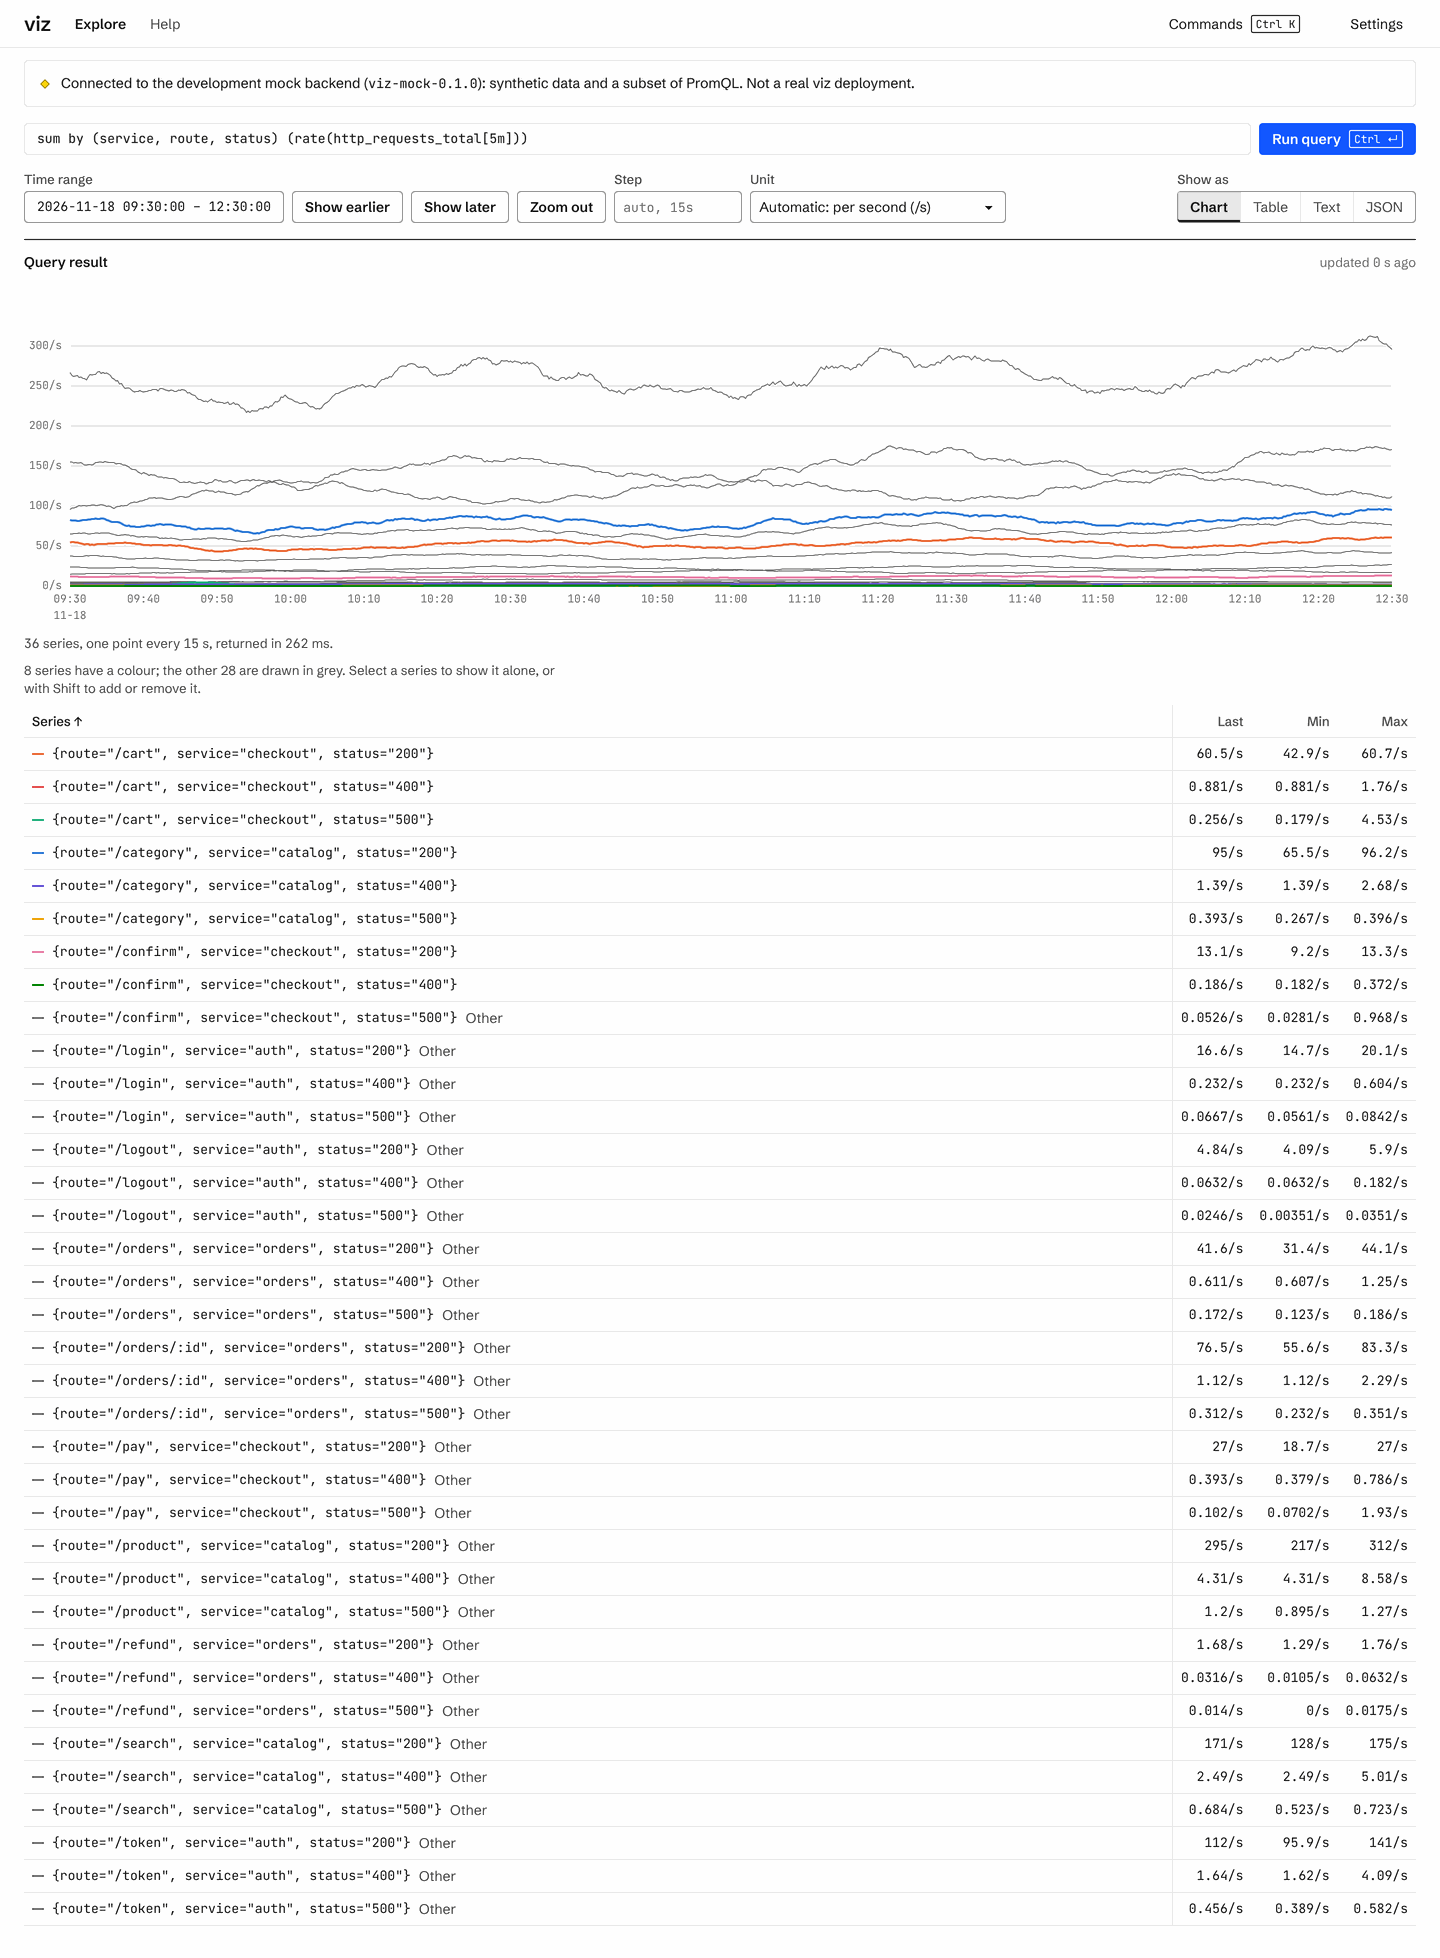 viz Explore Help Commands Ctrl K Settings
Connected to the development mock backend (viz-mock-0.1.0): synthetic data and a subset of PromQL. Not a real viz deployment.
sum by (service, route, status) (rate(http_requests_total[5m])) Run query Ctrl ↵
Time range Step Unit Show as
2026-11-18 09:30:00 – 12:30:00 Show earlier Show later Zoom out auto, 15s Automatic: per second (/s) Chart Table Text JSON
Query result updated 0 s ago
300/s
250/s
200/s
150/s
100/s
50/s
0/s
09:30 09:40 09:50 10:00 10:10 10:20 10:30 10:40 10:50 11:00 11:10 11:20 11:30 11:40 11:50 12:00 12:10 12:20 12:30
11-18
36 series, one point every 15 s, returned in 262 ms.
8 series have a colour; the other 28 are drawn in grey. Select a series to show it alone, or
with Shift to add or remove it.
Series ↑ Last Min Max
{route="/cart", service="checkout", status="200"} 60.5/s 42.9/s 60.7/s
{route="/cart", service="checkout", status="400"} 0.881/s 0.881/s 1.76/s
{route="/cart", service="checkout", status="500"} 0.256/s 0.179/s 4.53/s
{route="/category", service="catalog", status="200"} 95/s 65.5/s 96.2/s
{route="/category", service="catalog", status="400"} 1.39/s 1.39/s 2.68/s
{route="/category", service="catalog", status="500"} 0.393/s 0.267/s 0.396/s
{route="/confirm", service="checkout", status="200"} 13.1/s 9.2/s 13.3/s
{route="/confirm", service="checkout", status="400"} 0.186/s 0.182/s 0.372/s
{route="/confirm", service="checkout", status="500"} Other 0.0526/s 0.0281/s 0.968/s
{route="/login", service="auth", status="200"} Other 16.6/s 14.7/s 20.1/s
{route="/login", service="auth", status="400"} Other 0.232/s 0.232/s 0.604/s
{route="/login", service="auth", status="500"} Other 0.0667/s 0.0561/s 0.0842/s
{route="/logout", service="auth", status="200"} Other 4.84/s 4.09/s 5.9/s
{route="/logout", service="auth", status="400"} Other 0.0632/s 0.0632/s 0.182/s
{route="/logout", service="auth", status="500"} Other 0.0246/s 0.00351/s 0.0351/s
{route="/orders", service="orders", status="200"} Other 41.6/s 31.4/s 44.1/s
{route="/orders", service="orders", status="400"} Other 0.611/s 0.607/s 1.25/s
{route="/orders", service="orders", status="500"} Other 0.172/s 0.123/s 0.186/s
{route="/orders/:id", service="orders", status="200"} Other 76.5/s 55.6/s 83.3/s
{route="/orders/:id", service="orders", status="400"} Other 1.12/s 1.12/s 2.29/s
{route="/orders/:id", service="orders", status="500"} Other 0.312/s 0.232/s 0.351/s
{route="/pay", service="checkout", status="200"} Other 27/s 18.7/s 27/s
{route="/pay", service="checkout", status="400"} Other 0.393/s 0.379/s 0.786/s
{route="/pay", service="checkout", status="500"} Other 0.102/s 0.0702/s 1.93/s
{route="/product", service="catalog", status="200"} Other 295/s 217/s 312/s
{route="/product", service="catalog", status="400"} Other 4.31/s 4.31/s 8.58/s
{route="/product", service="catalog", status="500"} Other 1.2/s 0.895/s 1.27/s
{route="/refund", service="orders", status="200"} Other 1.68/s 1.29/s 1.76/s
{route="/refund", service="orders", status="400"} Other 0.0316/s 0.0105/s 0.0632/s
{route="/refund", service="orders", status="500"} Other 0.014/s 0/s 0.0175/s
{route="/search", service="catalog", status="200"} Other 171/s 128/s 175/s
{route="/search", service="catalog", status="400"} Other 2.49/s 2.49/s 5.01/s
{route="/search", service="catalog", status="500"} Other 0.684/s 0.523/s 0.723/s
{route="/token", service="auth", status="200"} Other 112/s 95.9/s 141/s
{route="/token", service="auth", status="400"} Other 1.64/s 1.62/s 4.09/s
{route="/token", service="auth", status="500"} Other 0.456/s 0.389/s 0.582/s